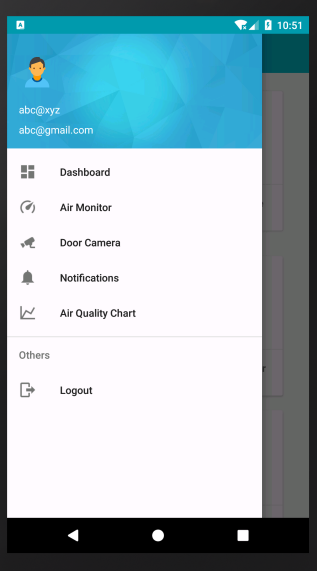 10:51
abc@xyz
abc@gmail.com
Dashboard
Air Monitor
Door Camera
Notifications
Air Quality Chart
Others
Logout